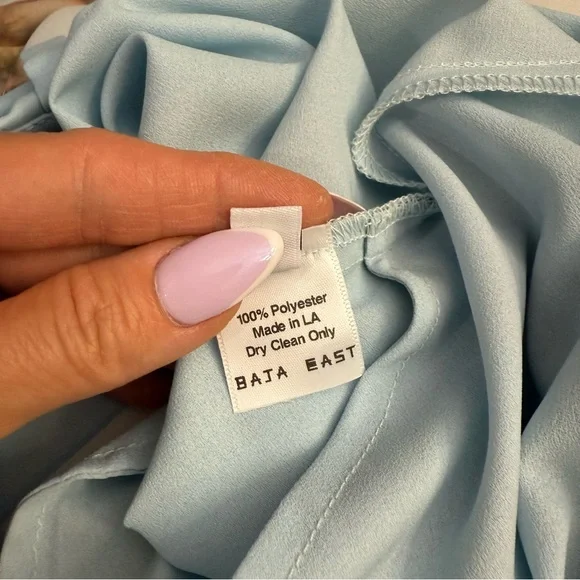 100% Polyester
Made in LA
Dry Clean Only
BAJA EAST